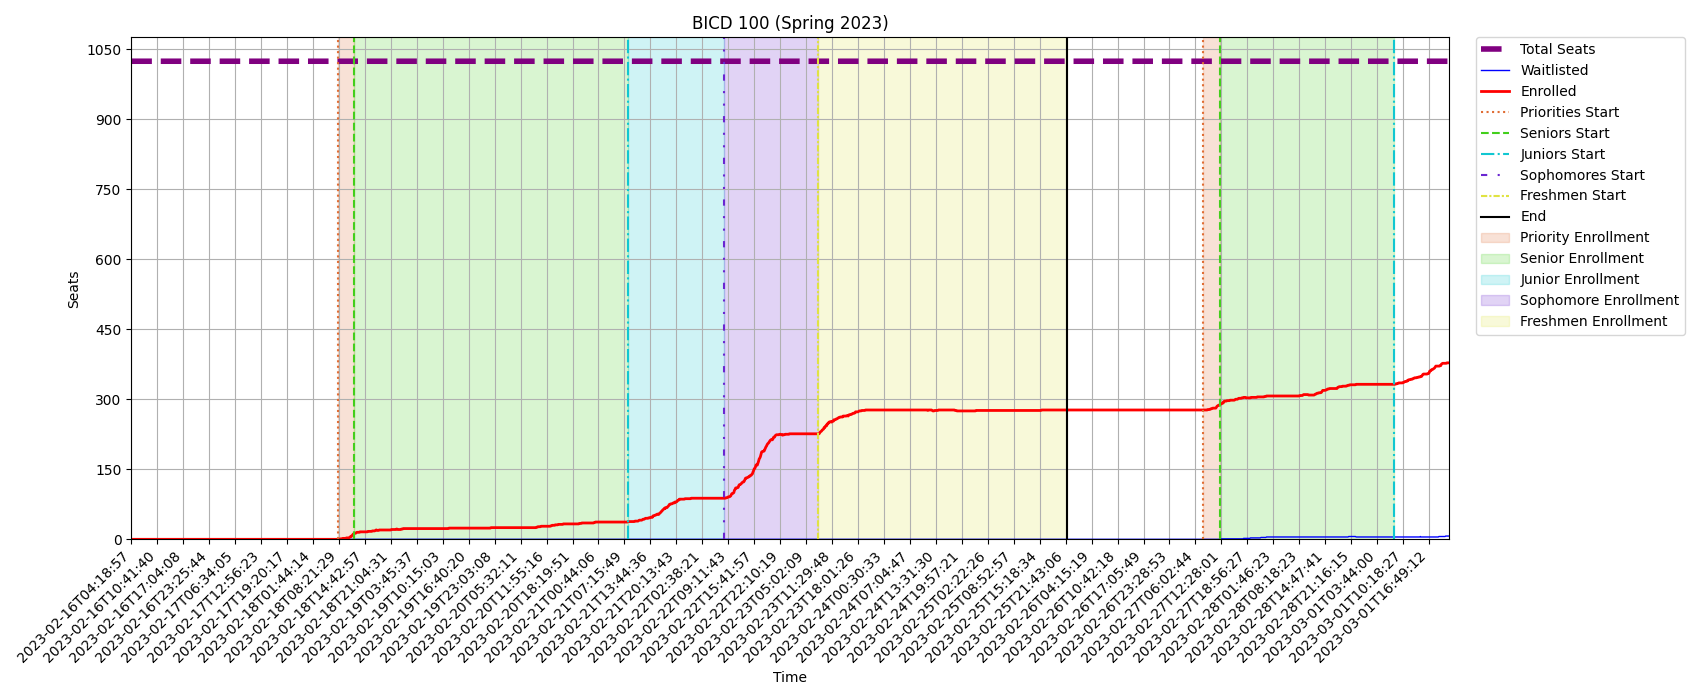 BICD 100 (Spring 2023)
Seats
1050
900
750
600
450
300
150
0
2023-02-16T04:18:57
2023-02-16T10:41:40
2023-02-16T17:04:08
2023-02-16T23:25:44
2023-02-17T06:34:05
2023-02-17T12:56:23
2023-02-17T19:20:17
2023-02-18T01:44:14
2023-02-18T08:21:29
2023-02-18T14:42:57
2023-02-18T21:04:31
2023-02-19T03:45:37
2023-02-19T10:15:03
2023-02-19T16:40:20
2023-02-19T23:03:08
2023-02-20T05:32:11
2023-02-20T11:55:16
2023-02-20T18:19:51
2023-02-21T00:44:06
2023-02-21T07:15:49
2023-02-21T13:44:36
2023-02-21T20:13:43
2023-02-22T02:38:21
2023-02-22T09:11:43
2023-02-22T15:41:57
2023-02-22T22:10:19
2023-02-23T05:02:09
2023-02-23T11:29:48
2023-02-23T18:01:26
2023-02-24T00:30:33
2023-02-24T07:04:47
2023-02-24T13:31:30
2023-02-24T19:57:21
2023-02-25T02:22:26
2023-02-25T08:52:57
2023-02-25T15:18:34
2023-02-25T21:43:06
2023-02-26T04:15:19
2023-02-26T10:42:18
2023-02-26T17:05:49
2023-02-26T23:28:53
2023-02-27T06:02:44
2023-02-27T12:28:01
2023-02-27T18:56:27
2023-02-28T01:46:23
2023-02-28T08:18:23
2023-02-28T14:47:41
2023-02-28T21:16:15
2023-03-01T03:44:00
2023-03-01T10:18:27
2023-03-01T16:49:12
Time
Total Seats
Waitlisted
Enrolled
Priorities Start
Seniors Start
Juniors Start
Sophomores Start
Freshmen Start
End
Priority Enrollment
Senior Enrollment
Junior Enrollment
Sophomore Enrollment
Freshmen Enrollment